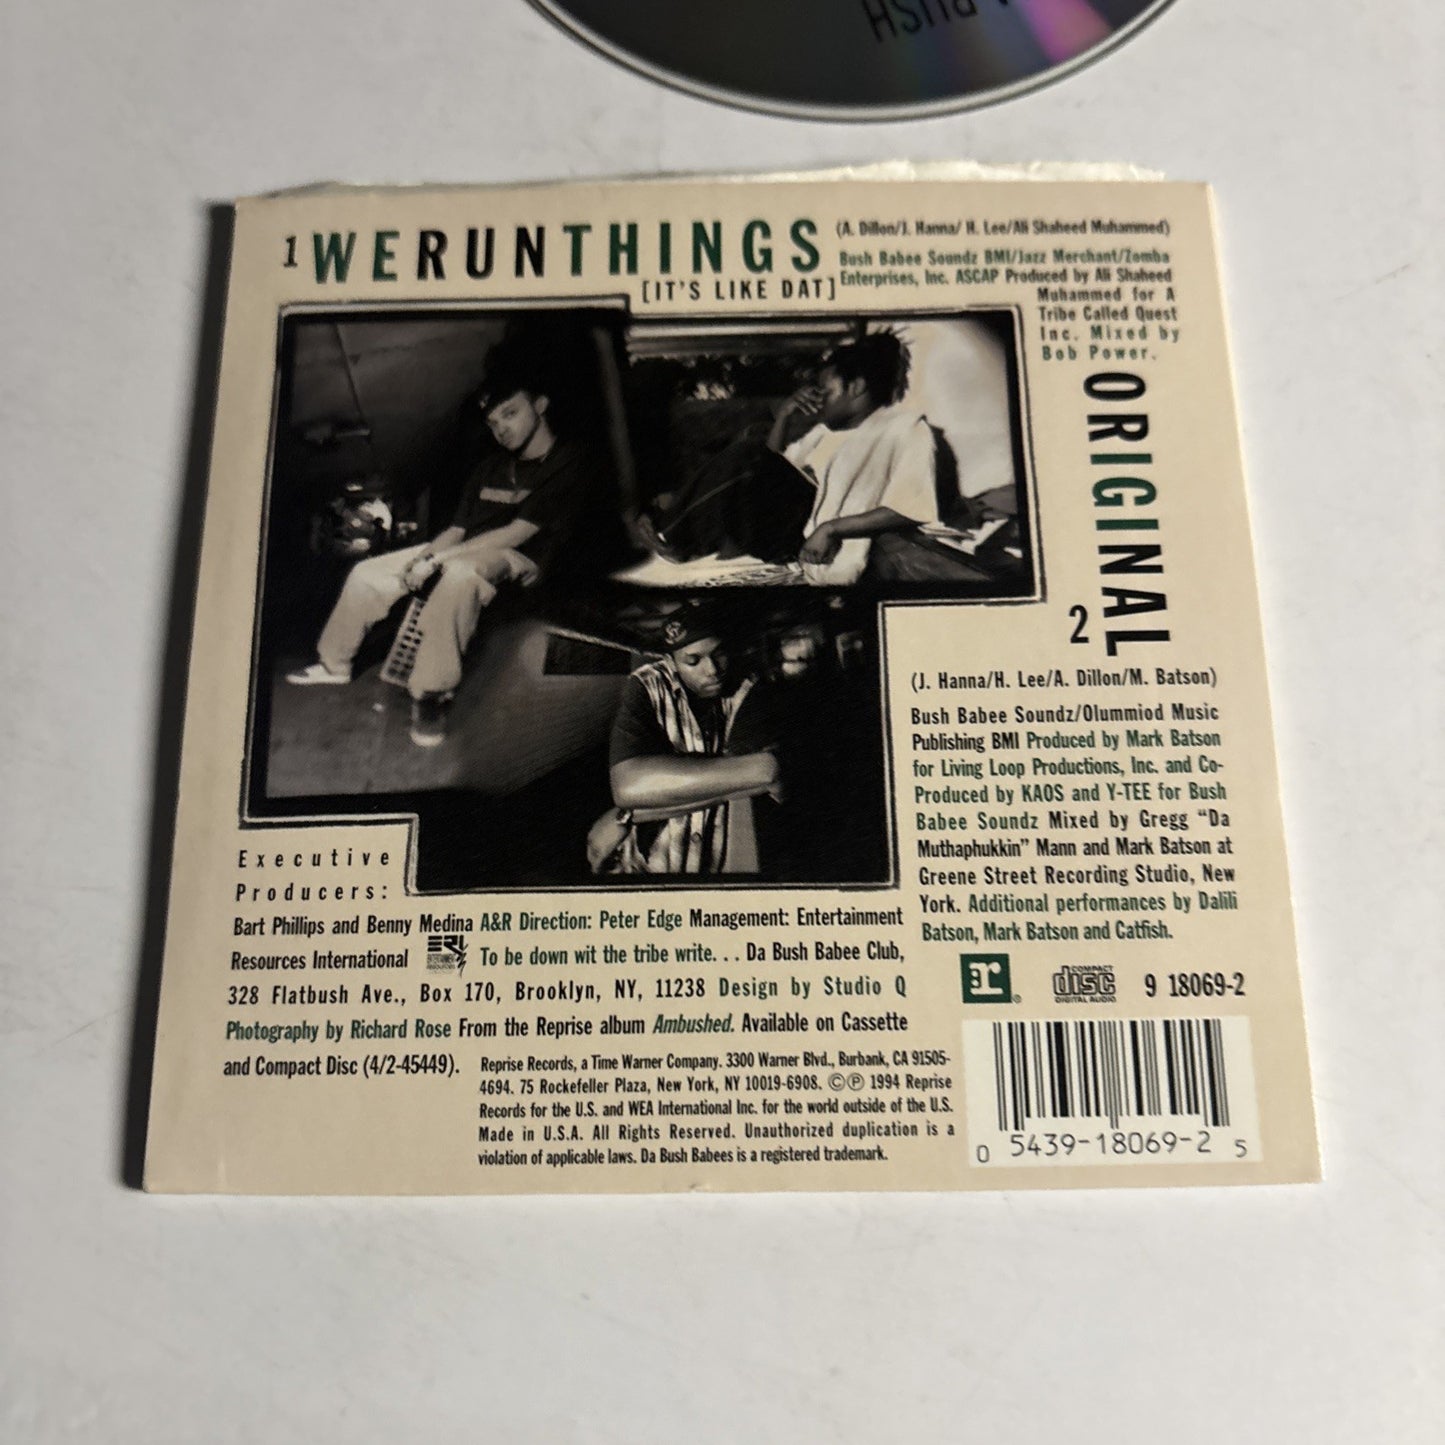 PUSH
1 WERUNTHINGS
[IT'S LIKE DAT]
(A. Dillon/J. Hanna/ H. Lee/Ali Shaheed Muhammed)
Bush Babee Soundz BMI/Jazz Merchant/Zomba
Enterprises, Inc. ASCAP Produced by Ali Shaheed
Muhammed for A
Tribe Called Quest
Inc. Mixed by
Bob Power.
2 ORIGINAL
(J. Hanna/H. Lee/A. Dillon/M. Batson)
Bush Babee Soundz/Olummiod Music
Publishing BMI Produced by Mark Batson
for Living Loop Productions, Inc. and Co-
Produced by KAOS and Y-TEE for Bush
Babee Soundz Mixed by Gregg "Da
Muthaphukkin" Mann and Mark Batson at
Greene Street Recording Studio, New
York. Additional performances by Dalili
Batson, Mark Batson and Catfish.
Executive
Producers:
Bart Phillips and Benny Medina A&R Direction: Peter Edge Management: Entertainment
Resources International ERI To be down wit the tribe write. . . Da Bush Babee Club,
328 Flatbush Ave., Box 170, Brooklyn, NY, 11238 Design by Studio Q
Photography by Richard Rose From the Reprise album Ambushed. Available on Cassette
and Compact Disc (4/2-45449).
Reprise Records, a Time Warner Company. 3300 Warner Blvd., Burbank, CA 91505-
4694. 75 Rockefeller Plaza, New York, NY 10019-6908. ©℗ 1994 Reprise
Records for the U.S. and WEA International Inc. for the world outside of the U.S.
Made in U.S.A. All Rights Reserved. Unauthorized duplication is a
violation of applicable laws. Da Bush Babees is a registered trademark.
r ®
COMPACT
disc
DIGITAL AUDIO
9 18069-2
0 5439-18069-2 5